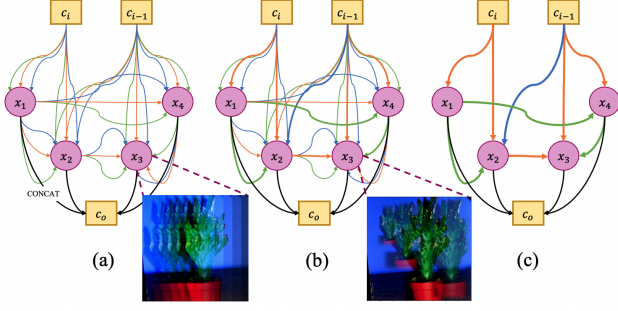 c_i c_{i-1} c_i c_{i-1} c_i c_{i-1}
x_1 x_4 x_1 x_4 x_1 x_4
x_2 x_3 x_2 x_3 x_2 x_3
CONCAT
c_o c_o c_o
(a) (b) (c)